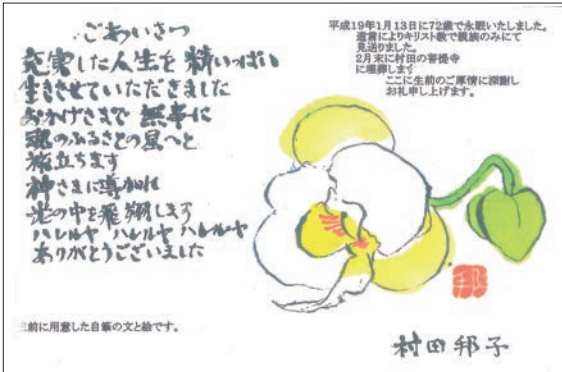 ごあいさつ
充実した人生を 精いっぱい
生きさせていただきました
おかげさまで 無事に
魂のふるさとの星へと
旅立ちます
神さまに導かれ
光の中を飛翔します
ハレルヤ ハレルヤ ハレルヤ
ありがとうございました
平成19年1月13日に72歳で永眠いたしました。
遺言によりキリスト教で親族のみにて
見送りました。
2月末に村田の菩提寺
に埋葬します
ここに生前のご厚情に深謝し
お礼申し上げます。
邦
前に用意した自筆の文と絵です。
村田邦子